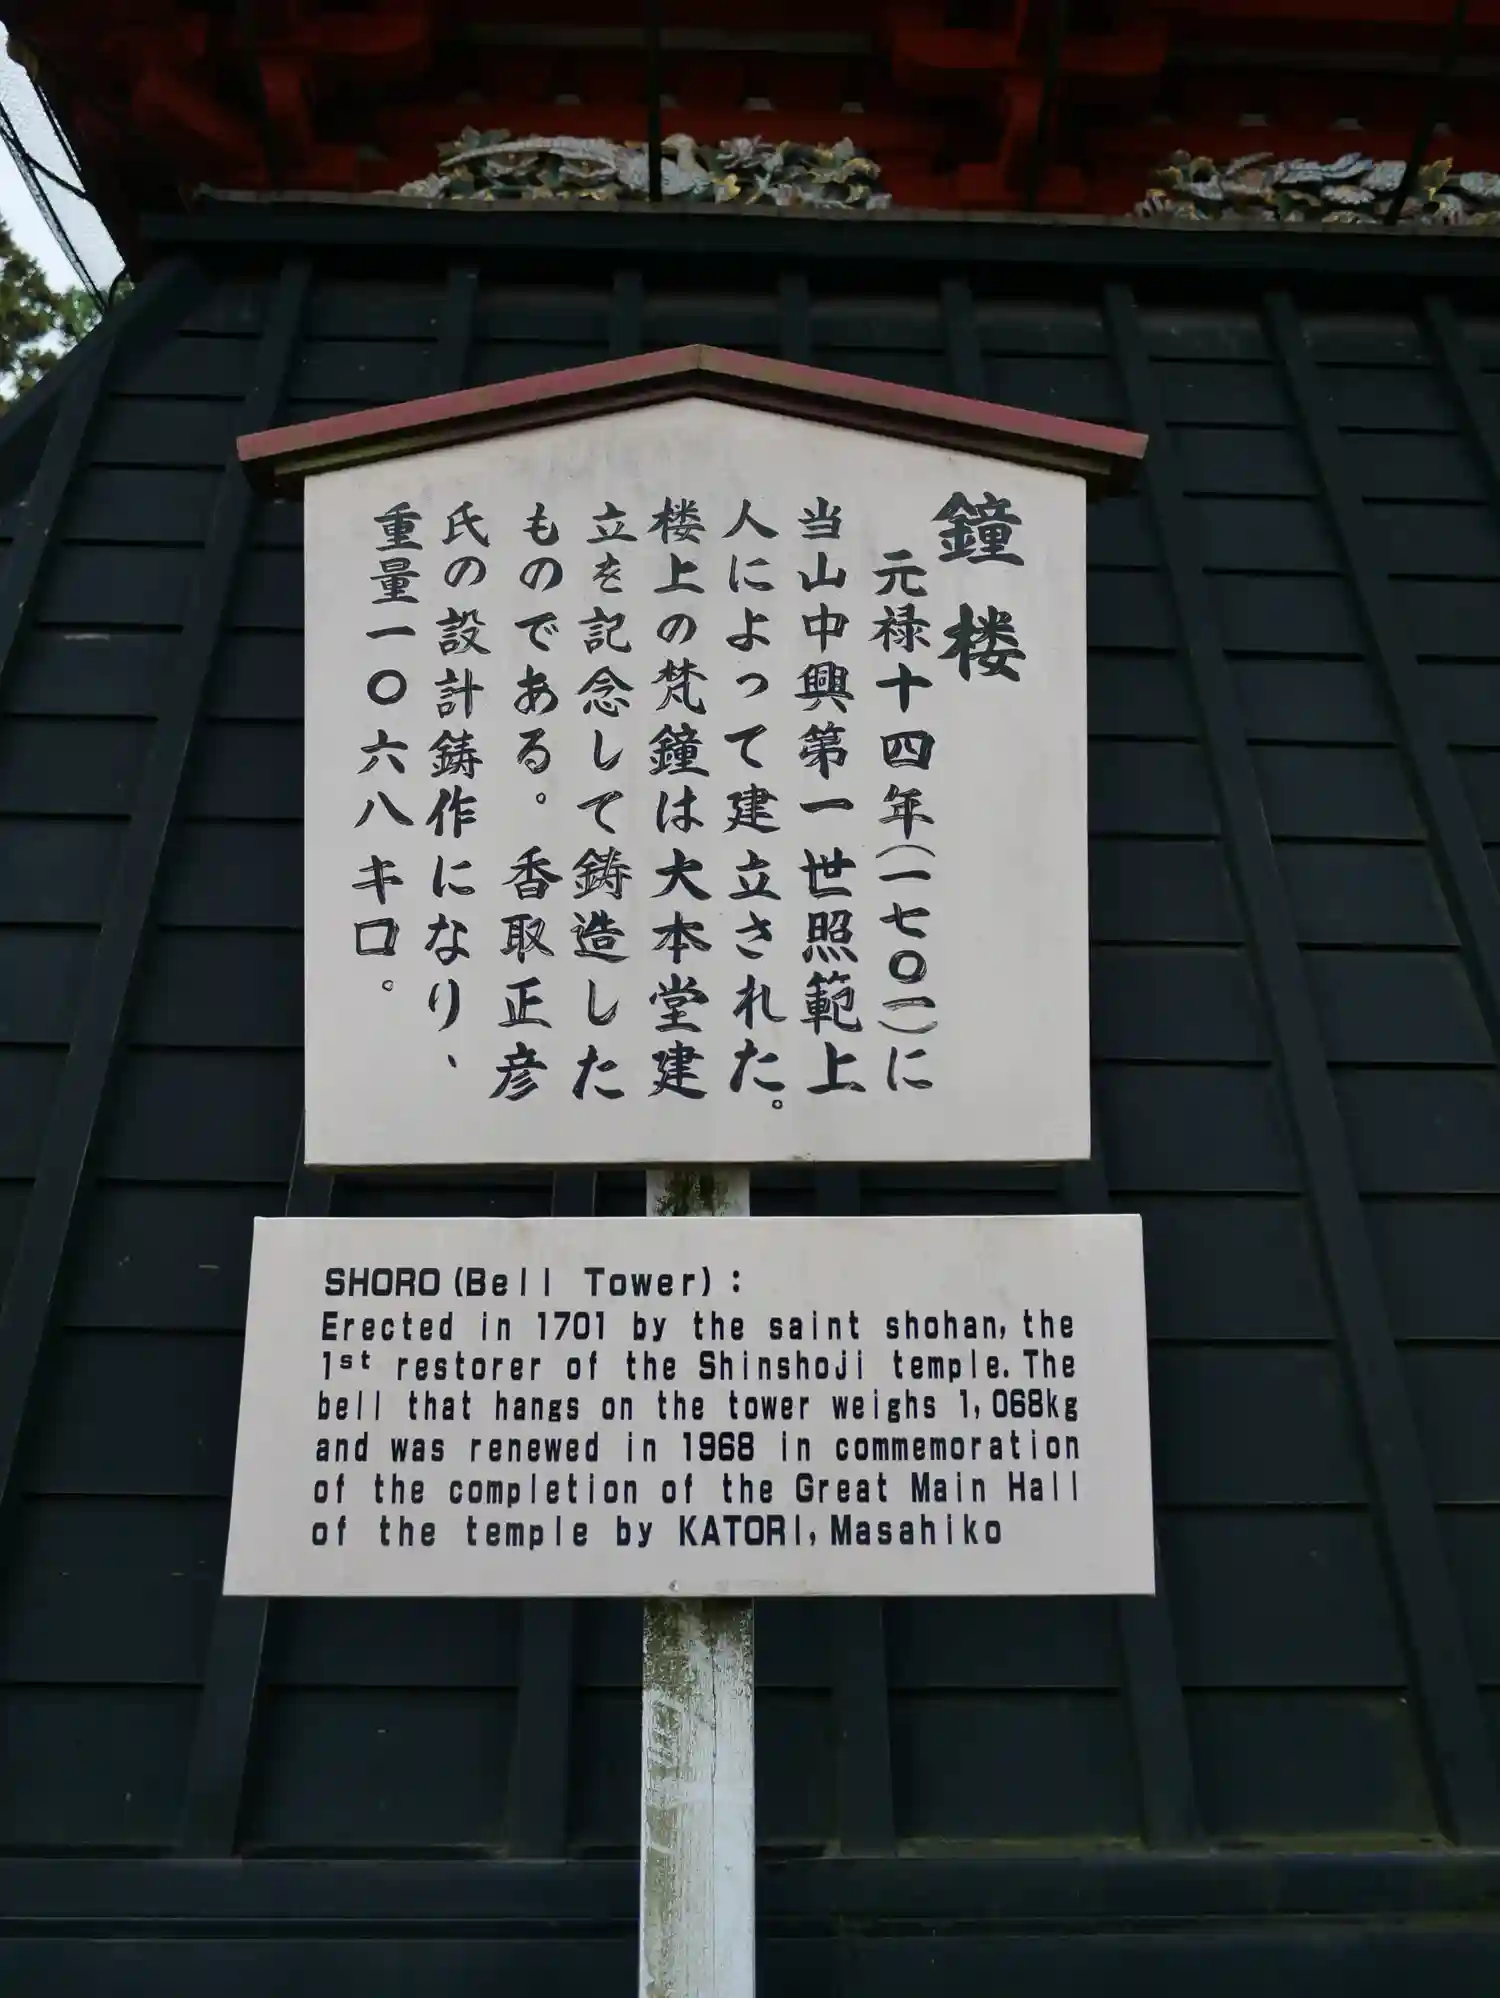 鐘楼
元禄十四年(一七〇一)に
当山中興第一世照範上
人によって建立された。
楼上の梵鐘は大本堂建
立を記念して鋳造した
ものである。香取正彦
氏の設計鋳作になり、
重量一〇六八キロ。
SHORO(Bell Tower):
Erected in 1701 by the saint shohan, the
1st restorer of the Shinshoji temple. The
bell that hangs on the tower weighs 1,068kg
and was renewed in 1968 in commemoration
of the completion of the Great Main Hall
of the temple by KATORI, Masahiko